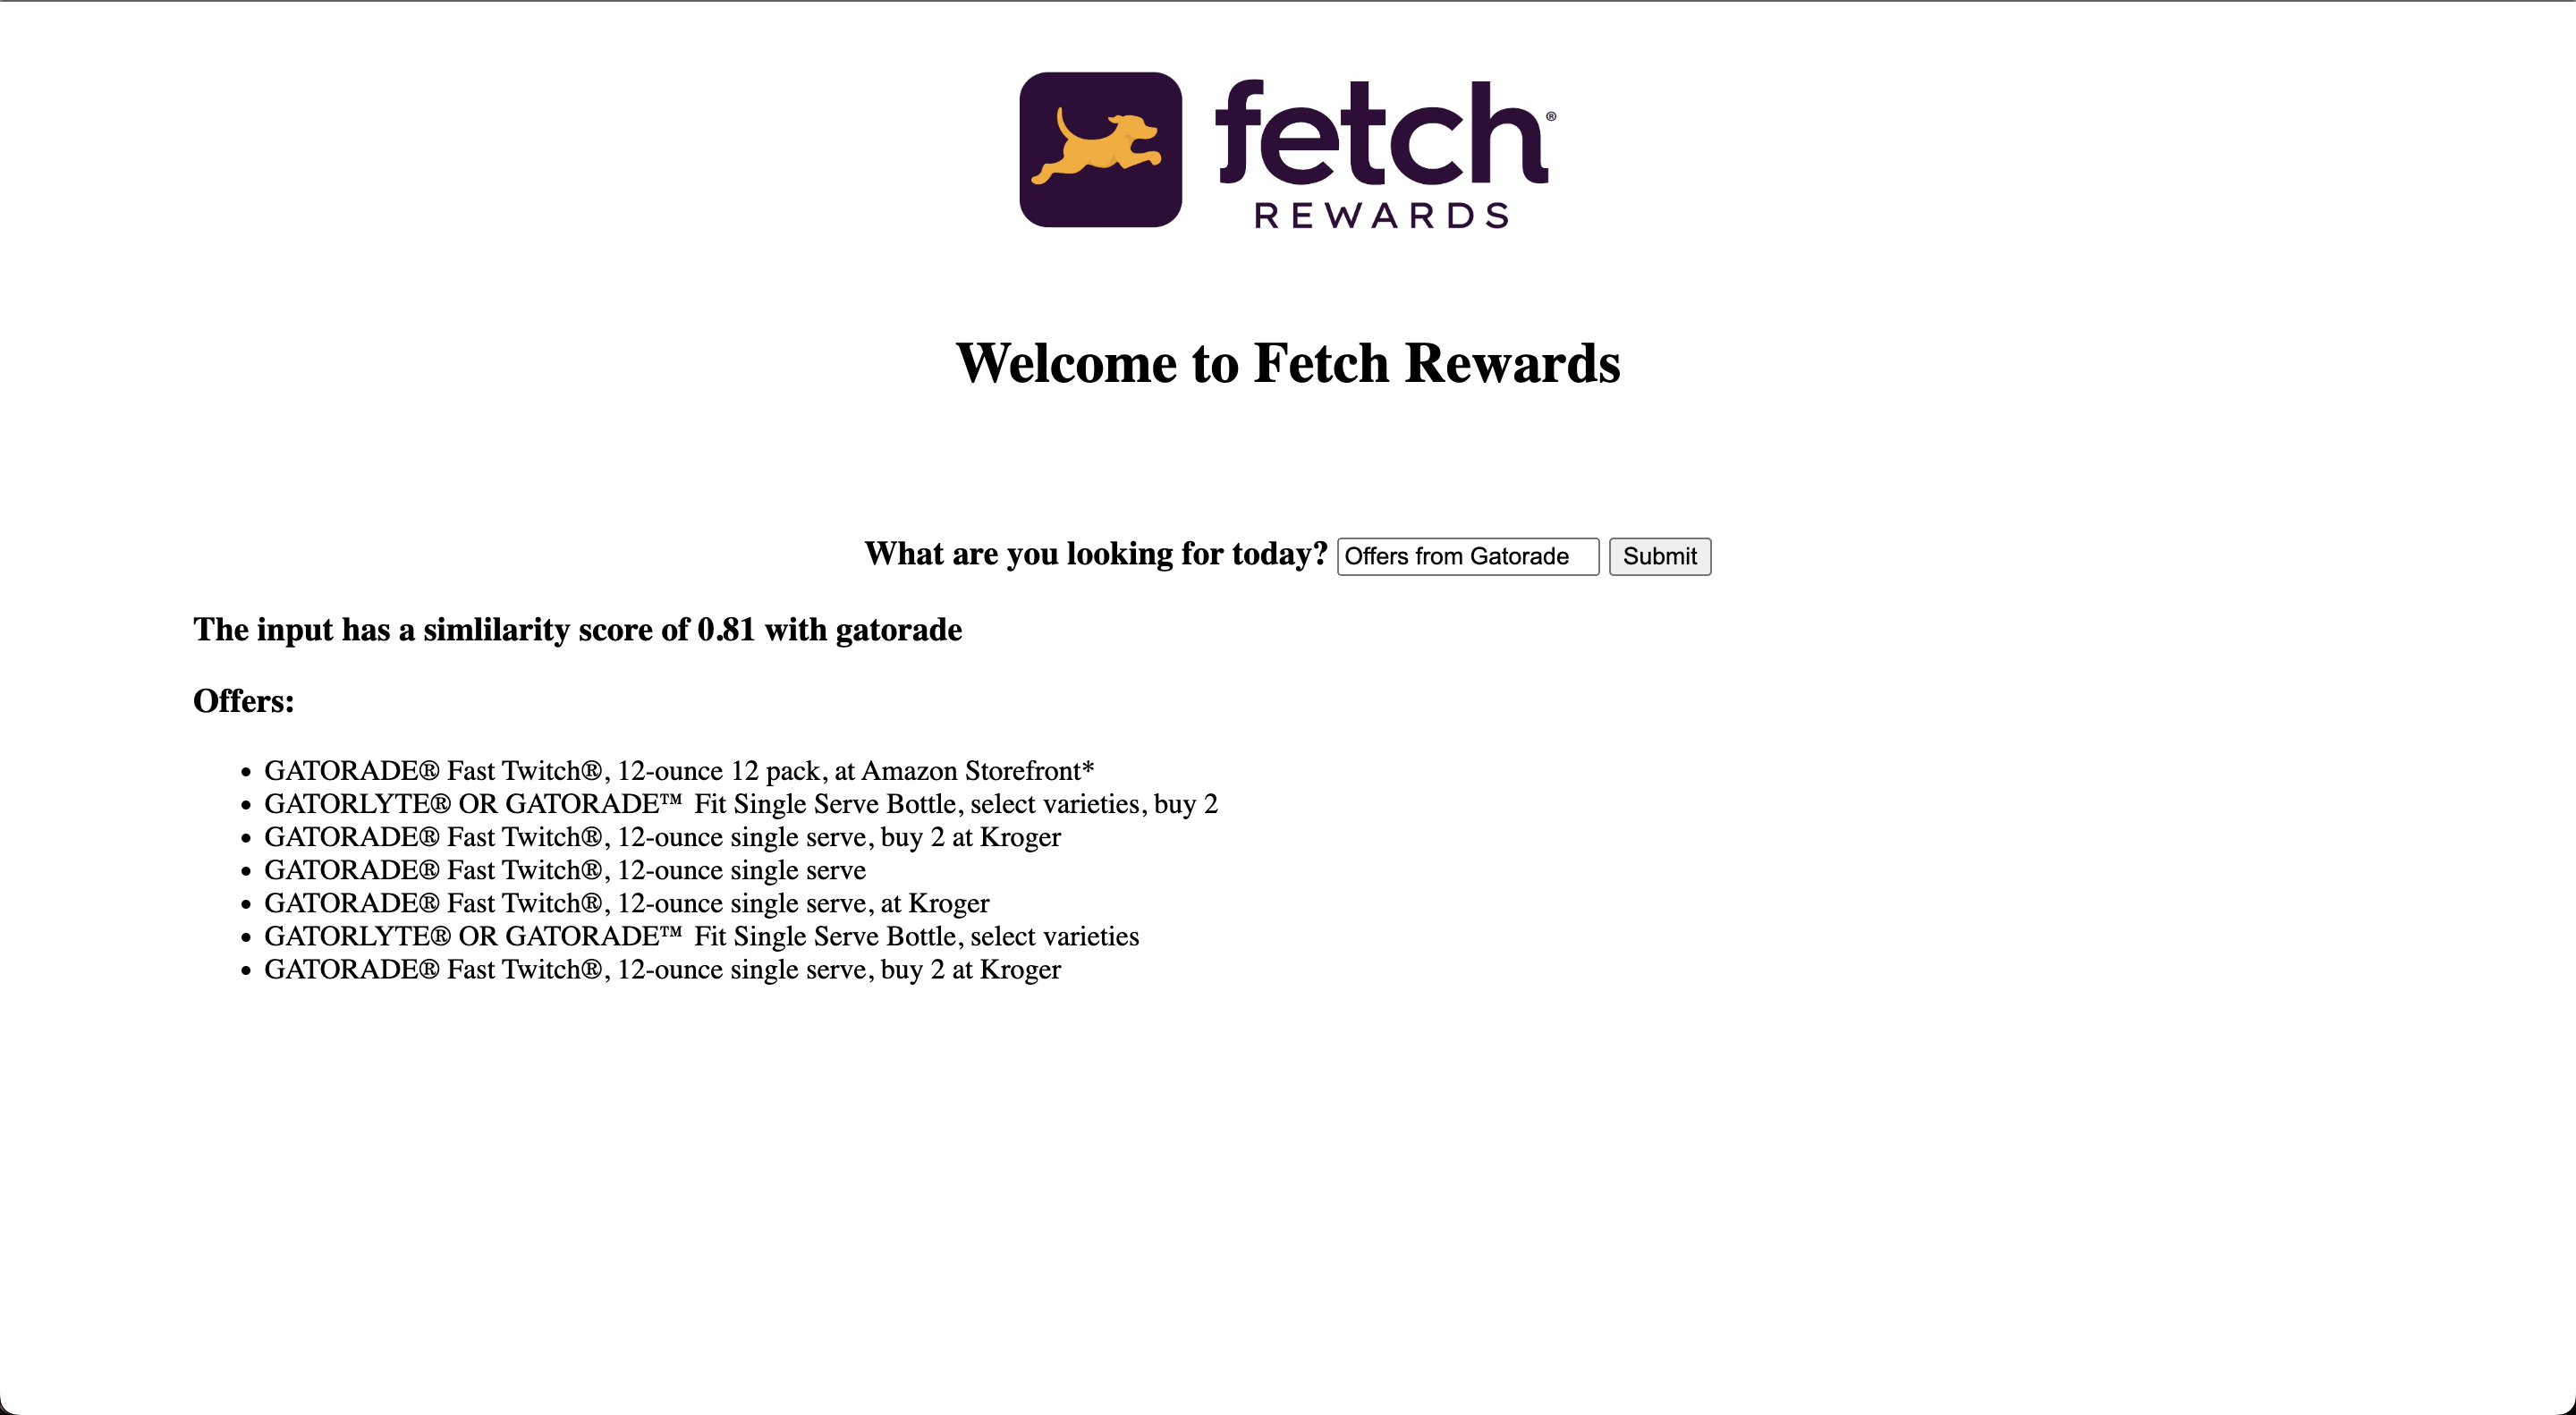 fetch®
REWARDS
Welcome to Fetch Rewards
What are you looking for today? Offers from Gatorade Submit
The input has a simlilarity score of 0.81 with gatorade
Offers:
• GATORADE® Fast Twitch®, 12-ounce 12 pack, at Amazon Storefront*
• GATORLYTE® OR GATORADE™ Fit Single Serve Bottle, select varieties, buy 2
• GATORADE® Fast Twitch®, 12-ounce single serve, buy 2 at Kroger
• GATORADE® Fast Twitch®, 12-ounce single serve
• GATORADE® Fast Twitch®, 12-ounce single serve, at Kroger
• GATORLYTE® OR GATORADE™ Fit Single Serve Bottle, select varieties
• GATORADE® Fast Twitch®, 12-ounce single serve, buy 2 at Kroger